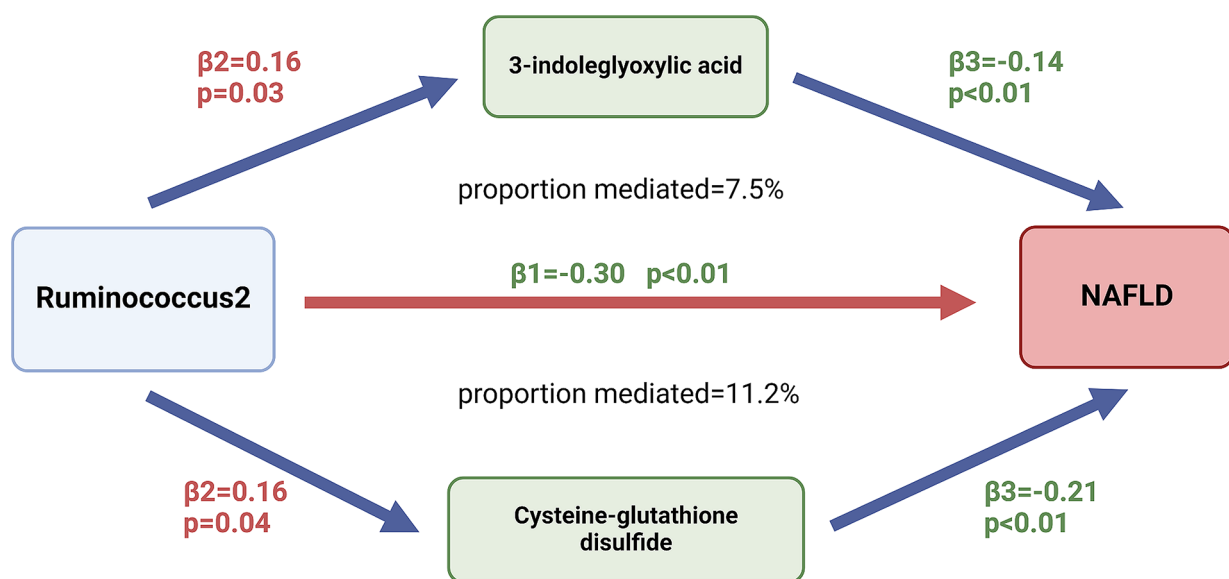 β2=0.16
p=0.03
3-indoleglyoxylic acid
β3=-0.14
p<0.01
proportion mediated=7.5%
Ruminococcus2
β1=-0.30 p<0.01
NAFLD
proportion mediated=11.2%
β2=0.16
p=0.04
Cysteine-glutathione
disulfide
β3=-0.21
p<0.01